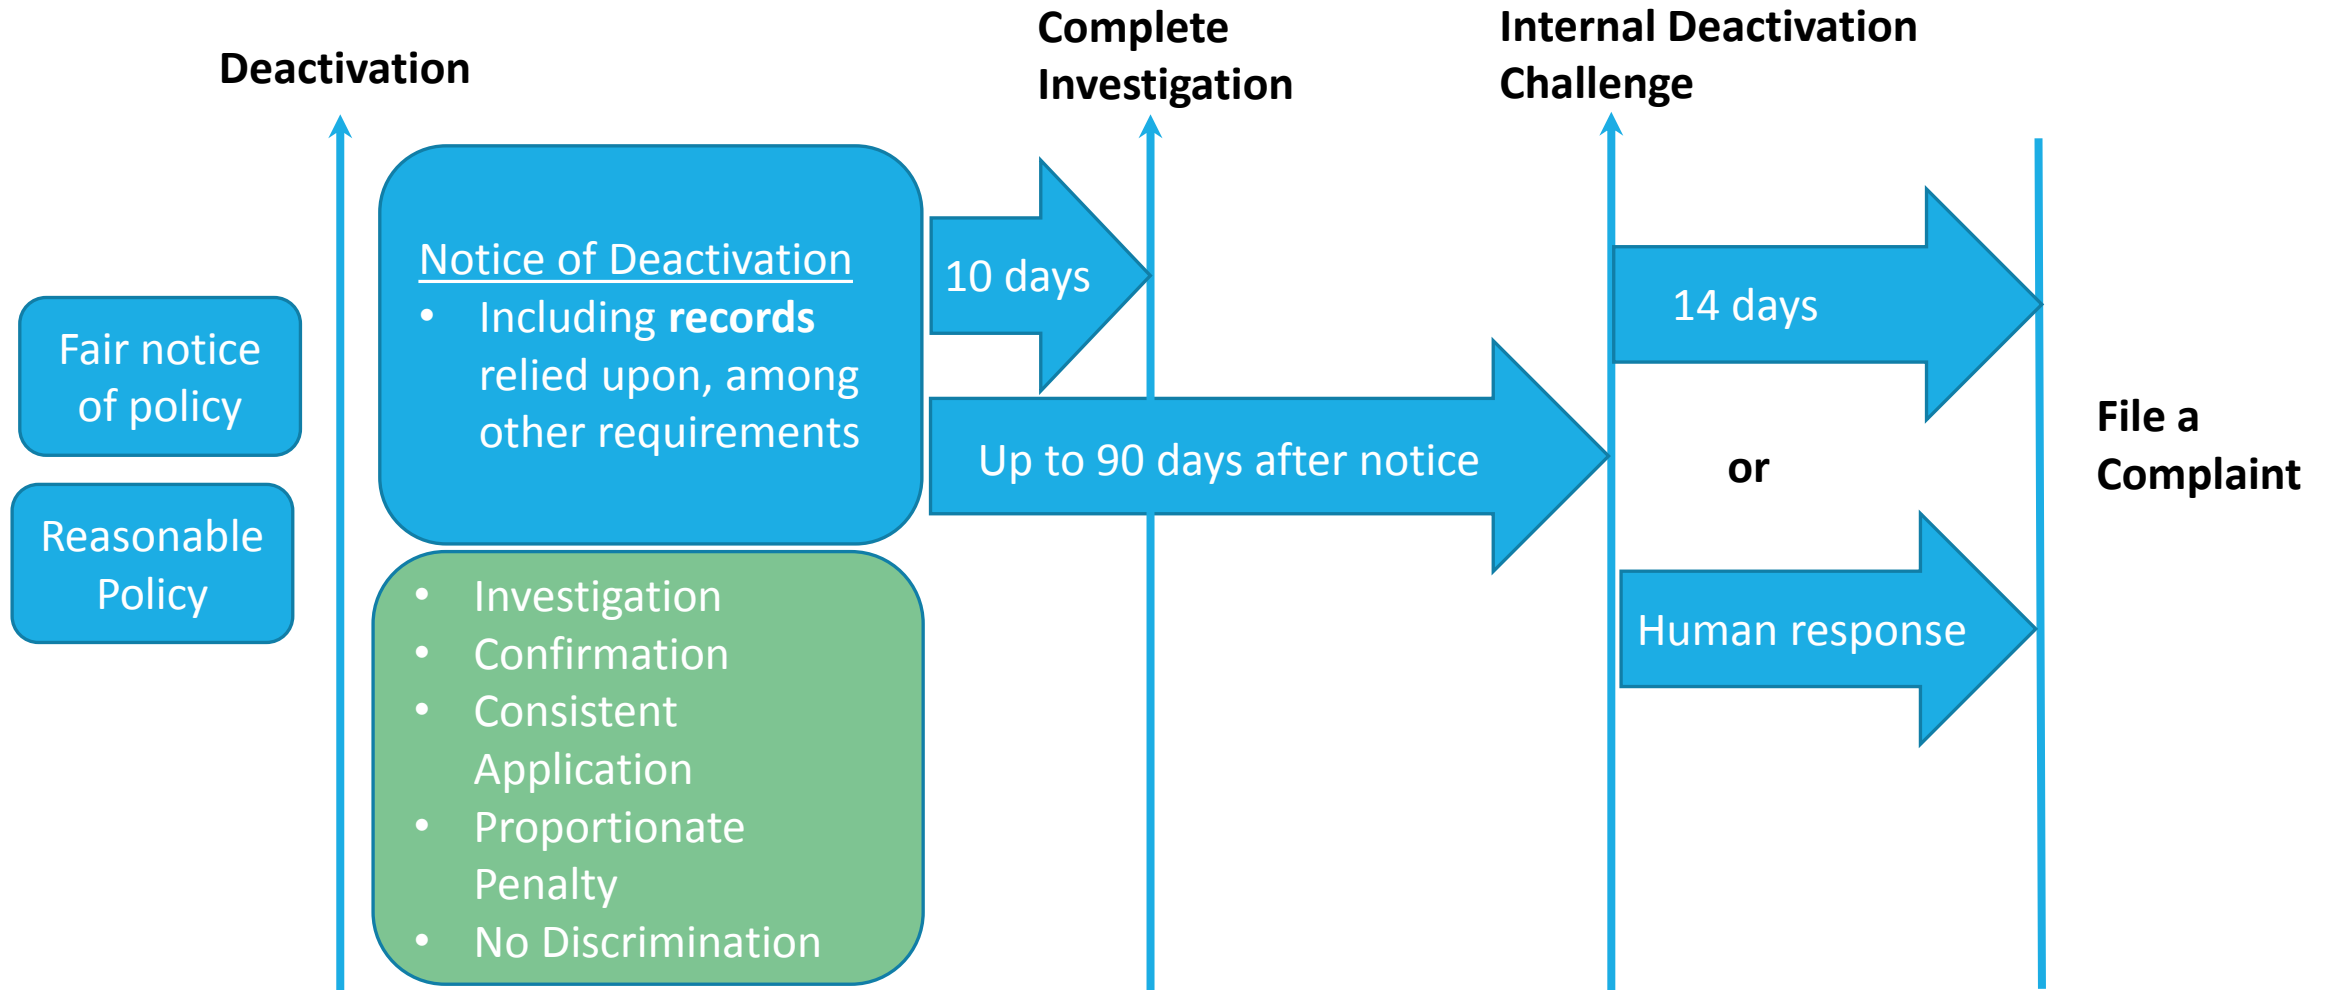 Deactivation
Complete
Investigation
Internal Deactivation
Challenge
Fair notice
of policy
Reasonable
Policy
Notice of Deactivation
• Including records
relied upon, among
other requirements
• Investigation
• Confirmation
• Consistent
Application
• Proportionate
Penalty
• No Discrimination
10 days
Up to 90 days after notice
14 days
or
Human response
File a
Complaint